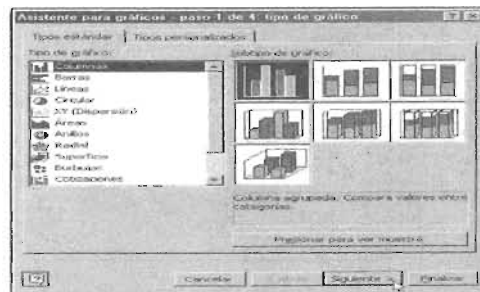 Asistente para gráficos - paso 1 de 4: tipo de gráfico
Tipos estándar
Tipos personalizados
Tipo de gráfico:
Columnas
Barras
Líneas
Circular
XY (Dispersión)
Áreas
Anillos
Radial
Superficie
Burbujas
Cotizaciones
Subtipo de gráfico:
Columna agrupada. Compara valores entre
categorías.
Presionar para ver muestra
Cancelar
Siguiente >
Finalizar